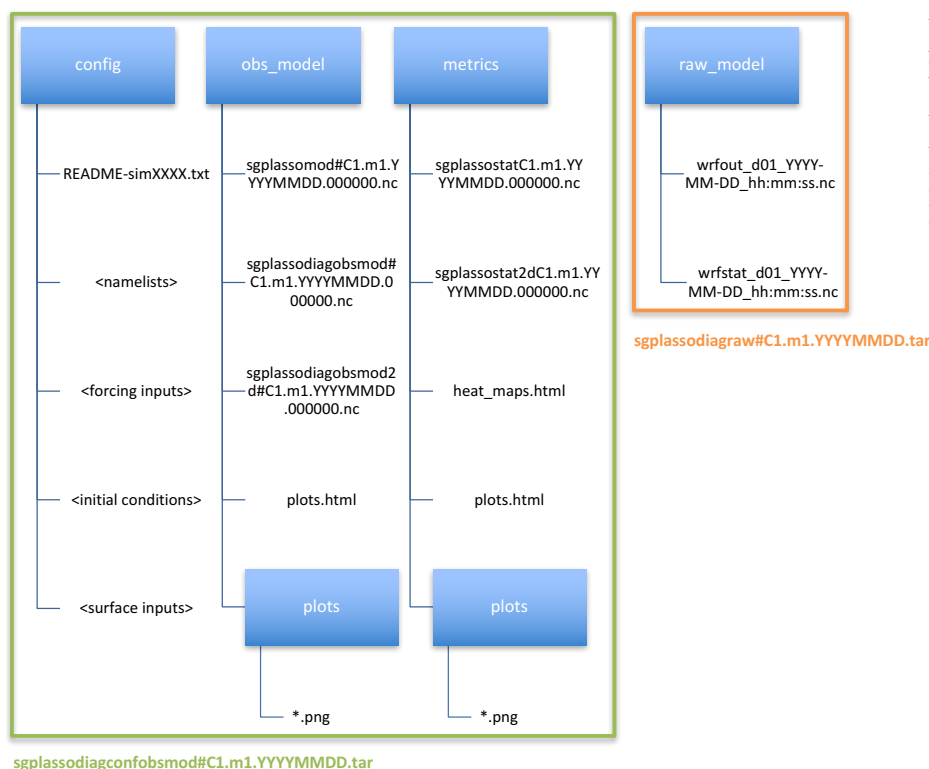 config
obs_model
metrics
raw_model
README-simXXXX.txt
sgplassomod#C1.m1.Y
YYYMMDD.000000.nc
sgplassostatC1.m1.YY
YYMMDD.000000.nc
wrfout_d01_YYYY-
MM-DD_hh:mm:ss.nc
<namelists>
sgplassodiagobsmod#
C1.m1.YYYYMMDD.0
00000.nc
sgplassostat2dC1.m1.YY
YYMMDD.000000.nc
wrfstat_d01_YYYY-
MM-DD_hh:mm:ss.nc
sgplassodiagraw#C1.m1.YYYYMMDD.tar
<forcing inputs>
sgplassodiagobsmod2
d#C1.m1.YYYYMMDD
.000000.nc
heat_maps.html
<initial conditions>
plots.html
plots.html
<surface inputs>
plots
plots
*.png
*.png
sgplassodiagconfobsmod#C1.m1.YYYYMMDD.tar